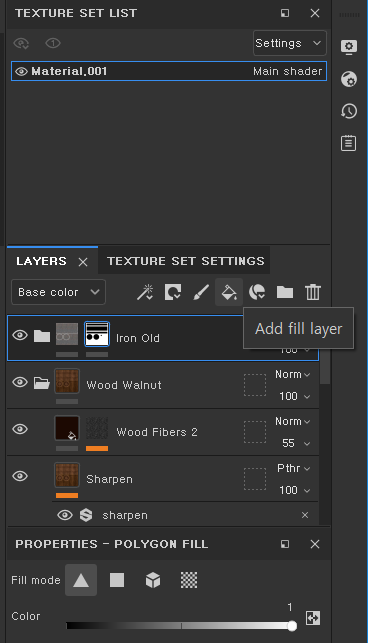 TEXTURE SET LIST
Settings
Material.001 Main shader
LAYERS TEXTURE SET SETTINGS
Base color
Add fill layer
Iron Old
Wood Walnut Norm
100
Wood Fibers 2 Norm
55
Sharpen Pthr
100
sharpen
PROPERTIES - POLYGON FILL
Fill mode
Color 1